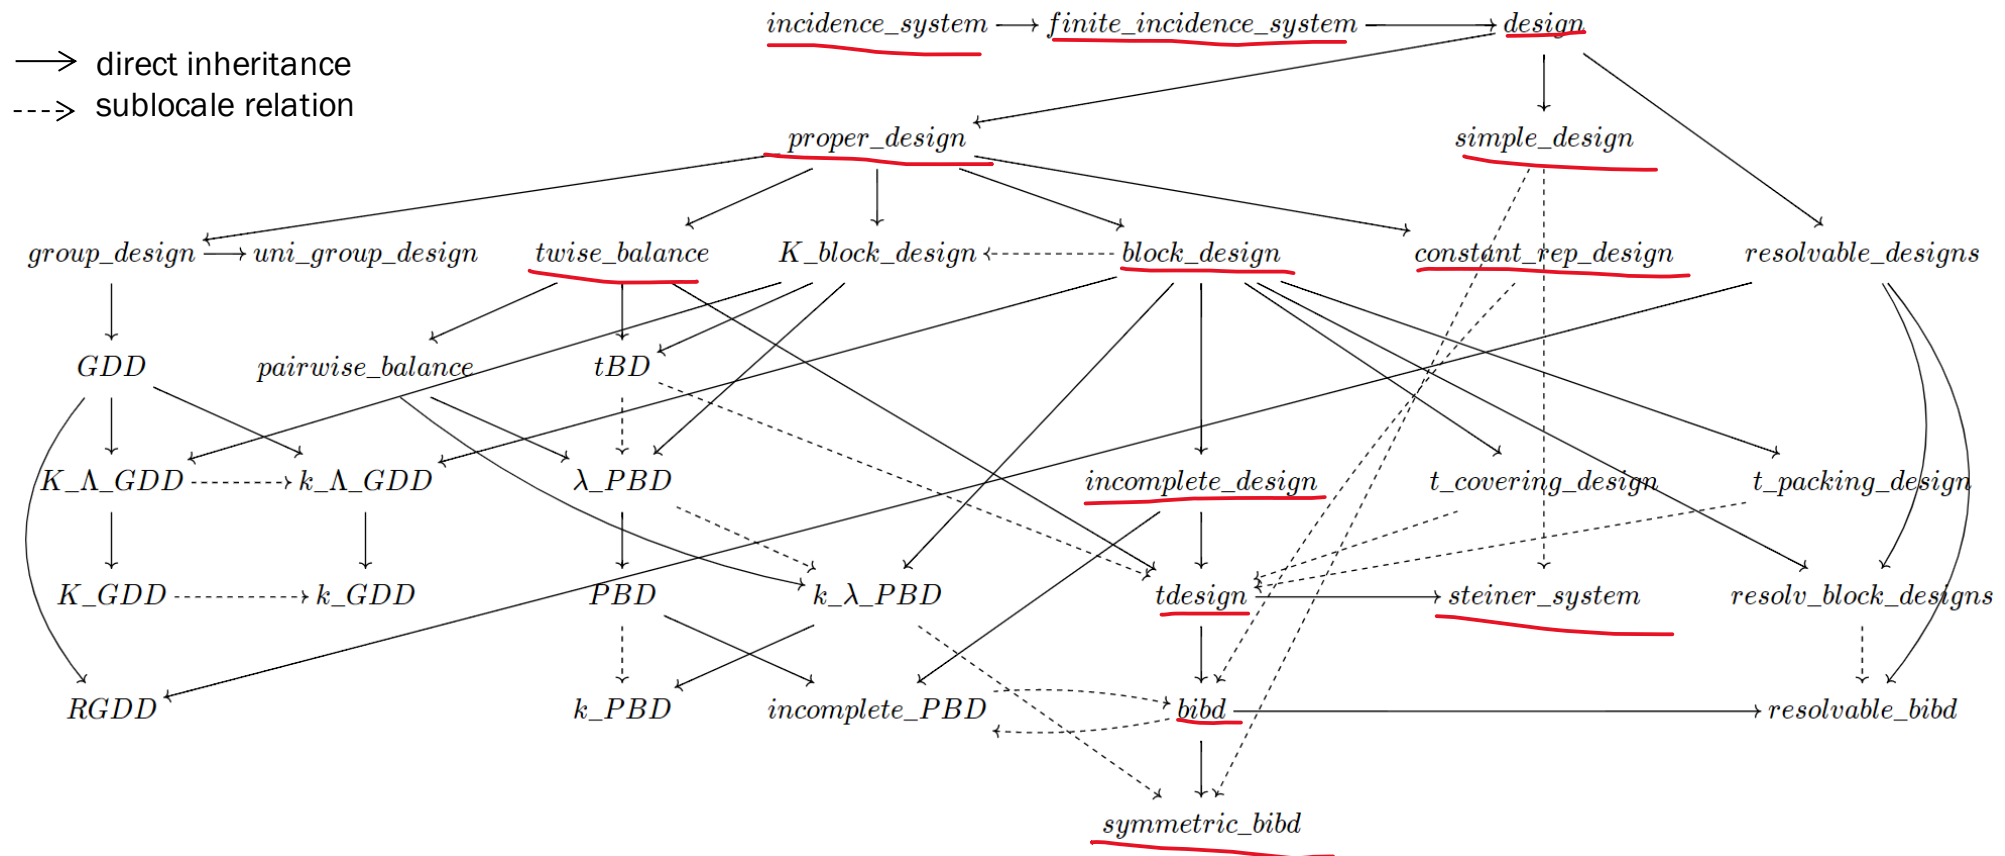 incidence_system finite_incidence_system design
direct inheritance
sublocale relation
proper_design simple_design
group_design uni_group_design twise_balance K_block_design block_design constant_rep_design resolvable_designs
GDD pairwise_balance tBD
K_Λ_GDD k_Λ_GDD λ_PBD incomplete_design t_covering_design t_packing_design
K_GDD k_GDD PBD k_λ_PBD tdesign steiner_system resolv_block_designs
RGDD k_PBD incomplete_PBD bibd resolvable_bibd
symmetric_bibd